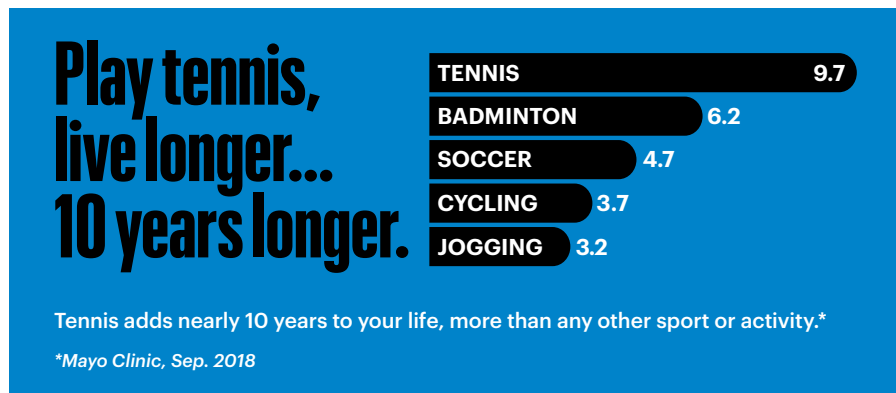 Play tennis,
live longer...
10 years longer.
TENNIS 9.7
BADMINTON 6.2
SOCCER 4.7
CYCLING 3.7
JOGGING 3.2
Tennis adds nearly 10 years to your life, more than any other sport or activity.*
*Mayo Clinic, Sep. 2018